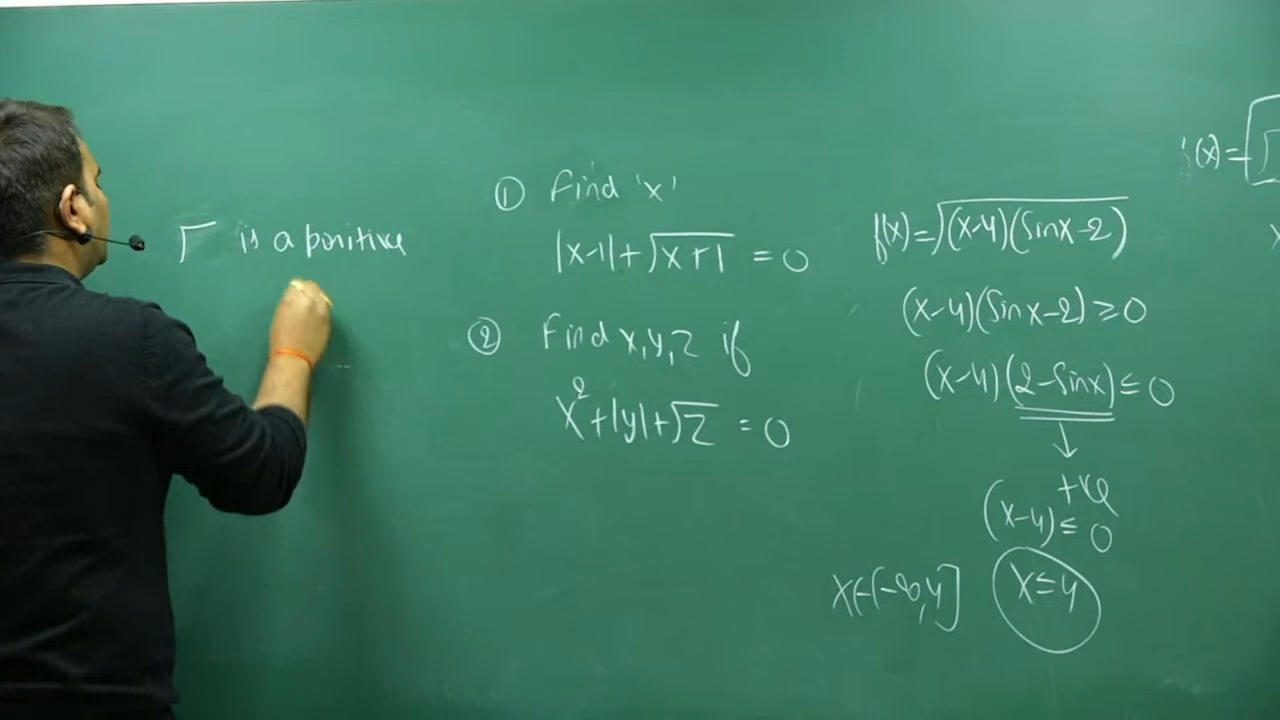 √ is a positive
① Find 'x'
|x-1|+√x+1 = 0
② Find x,y,z if
x²+|y|+√z = 0
f(x)=√(x-4)(sinx-2)
(x-4)(sinx-2)≥0
(x-4)(2-sinx)≤0
↓
+ve
(x-4)≤0
x∈(-∞,4] x≤4
(x)=√